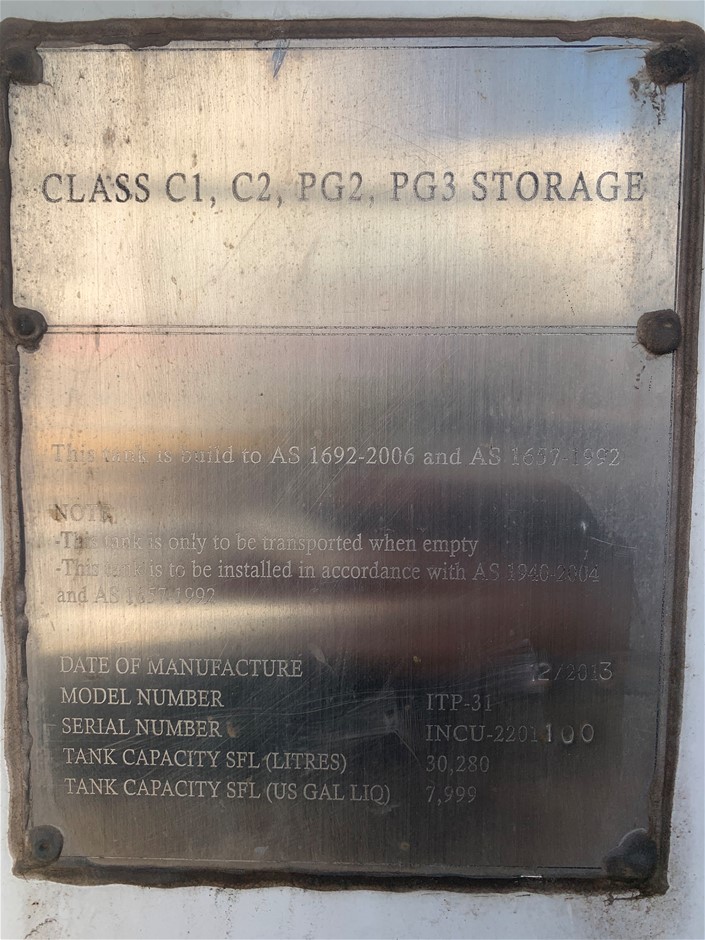 CLASS C1, C2, PG2, PG3 STORAGE
This tank is build to AS 1692-2006 and AS 1657-1992
NOTE
-This tank is only to be transported when empty
-This tank is to be installed in accordance with AS 1940-2004
and AS 1657-1992
DATE OF MANUFACTURE 12/2013
MODEL NUMBER ITP-31
SERIAL NUMBER INCU-2201100
TANK CAPACITY SFL (LITRES) 30,280
TANK CAPACITY SFL (US GAL LIQ) 7,999